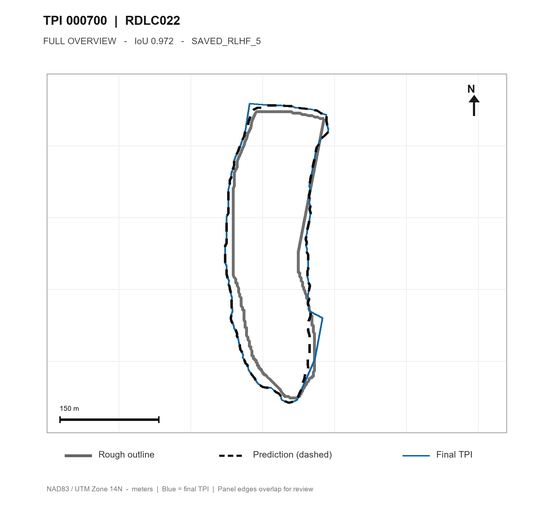 TPI 000700 | RDLC022
FULL OVERVIEW - IoU 0.972 - SAVED_RLHF_5
N
150 m
Rough outline
Prediction (dashed)
Final TPI
NAD83 / UTM Zone 14N - meters | Blue = final TPI | Panel edges overlap for review